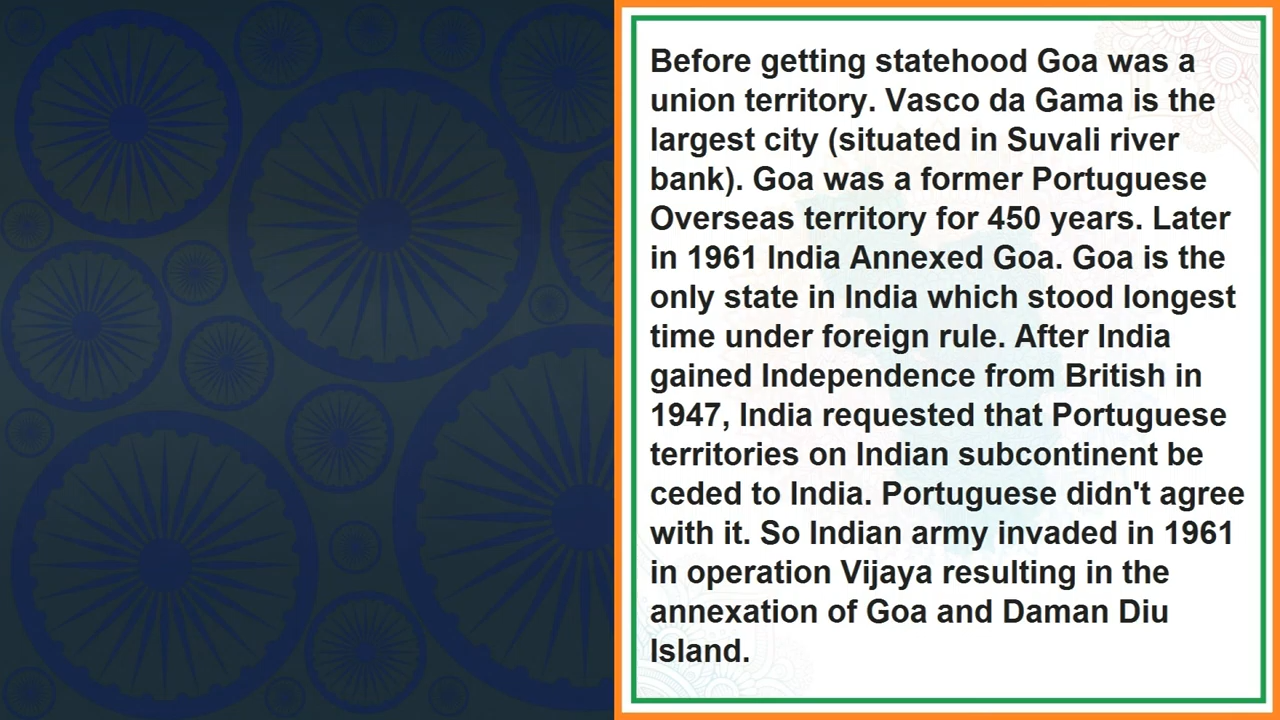 Before getting statehood Goa was a
union territory. Vasco da Gama is the
largest city (situated in Suvali river
bank). Goa was a former Portuguese
Overseas territory for 450 years. Later
in 1961 India Annexed Goa. Goa is the
only state in India which stood longest
time under foreign rule. After India
gained Independence from British in
1947, India requested that Portuguese
territories on Indian subcontinent be
ceded to India. Portuguese didn't agree
with it. So Indian army invaded in 1961
in operation Vijaya resulting in the
annexation of Goa and Daman Diu
Island.